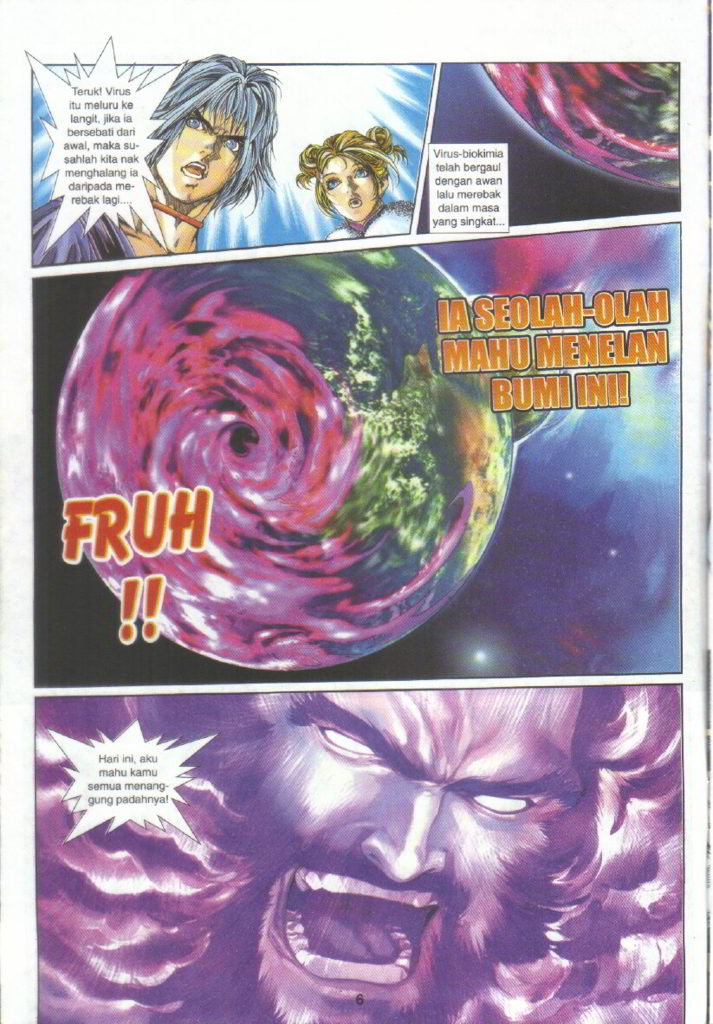 Teruk! Virus
itu meluru ke
langit, jika ia
bersebati dari
awal, maka su-
sahlah kita nak
menghalang ia
daripada me-
rebak lagi....
Virus-biokimia
telah bergaul
dengan awan
lalu merebak
dalam masa
yang singkat...
IA SEOLAH-OLAH
MAHU MENELAN
BUMI INI!
FRUH
!!
Hari ini, aku
mahu kamu
semua menang-
gung padahnya!
6